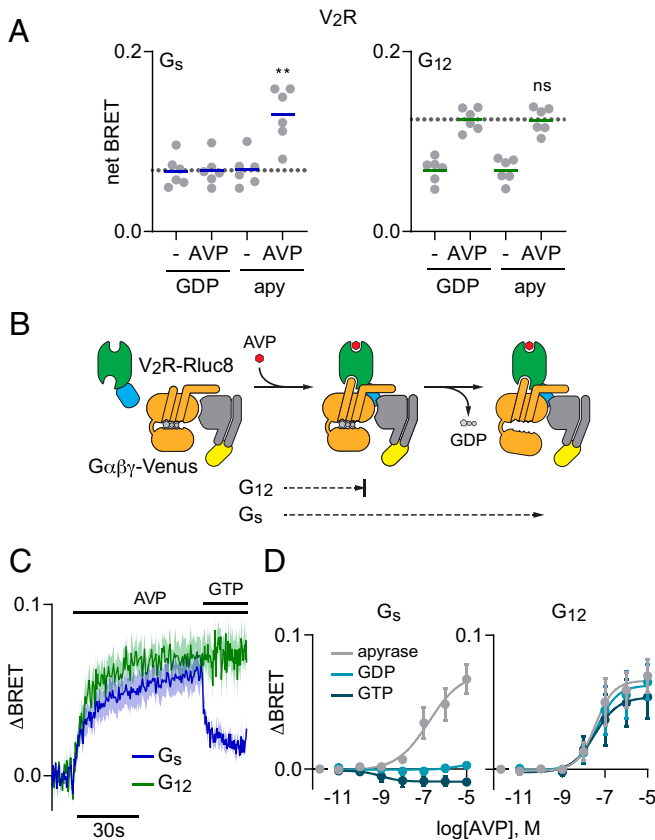 V2R
A
0.2
Gs
**
net BRET
0.0
- AVP - AVP
GDP apy
0.2
G12
ns
0.0
- AVP - AVP
GDP apy
B
V2R-Rluc8
AVP
GDP
Gαβγ-Venus
G12
Gs
C
GTP
AVP
0.1
ΔBRET
0.0
Gs
G12
30s
D
Gs
G12
0.1
0.1
apyrase
GDP
GTP
ΔBRET
0.0
0.0
-11 -9 -7 -5
-11 -9 -7 -5
log[AVP], M